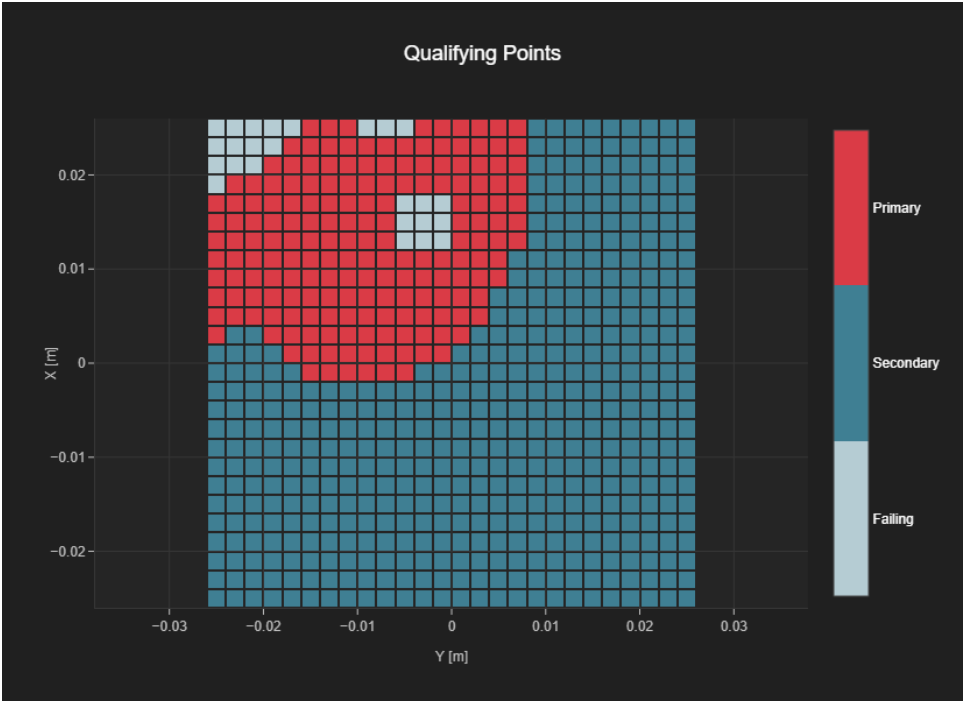 Qualifying Points
0.02
0.01
0
−0.01
−0.02
X [m]
−0.03
−0.02
−0.01
0
0.01
0.02
0.03
Y [m]
Primary
Secondary
Failing